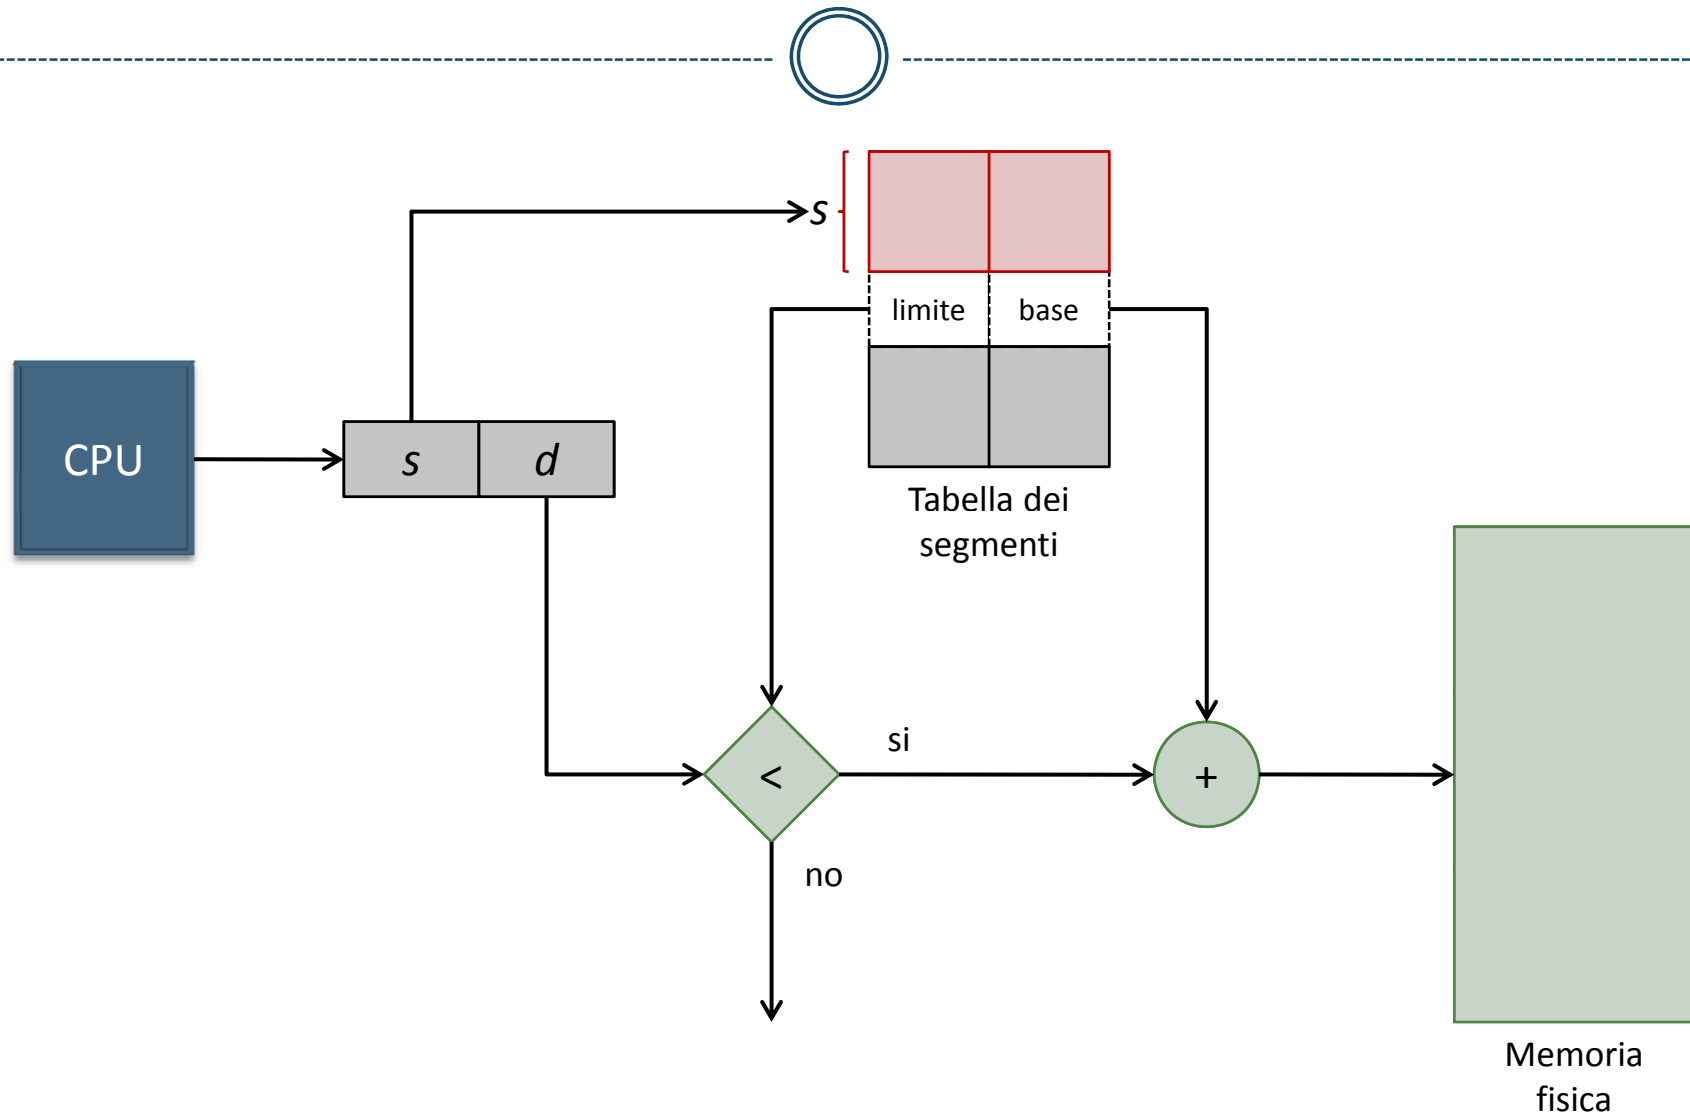 s
limite base
CPU
s d
Tabella dei
segmenti
si
< +
no
Memoria
fisica